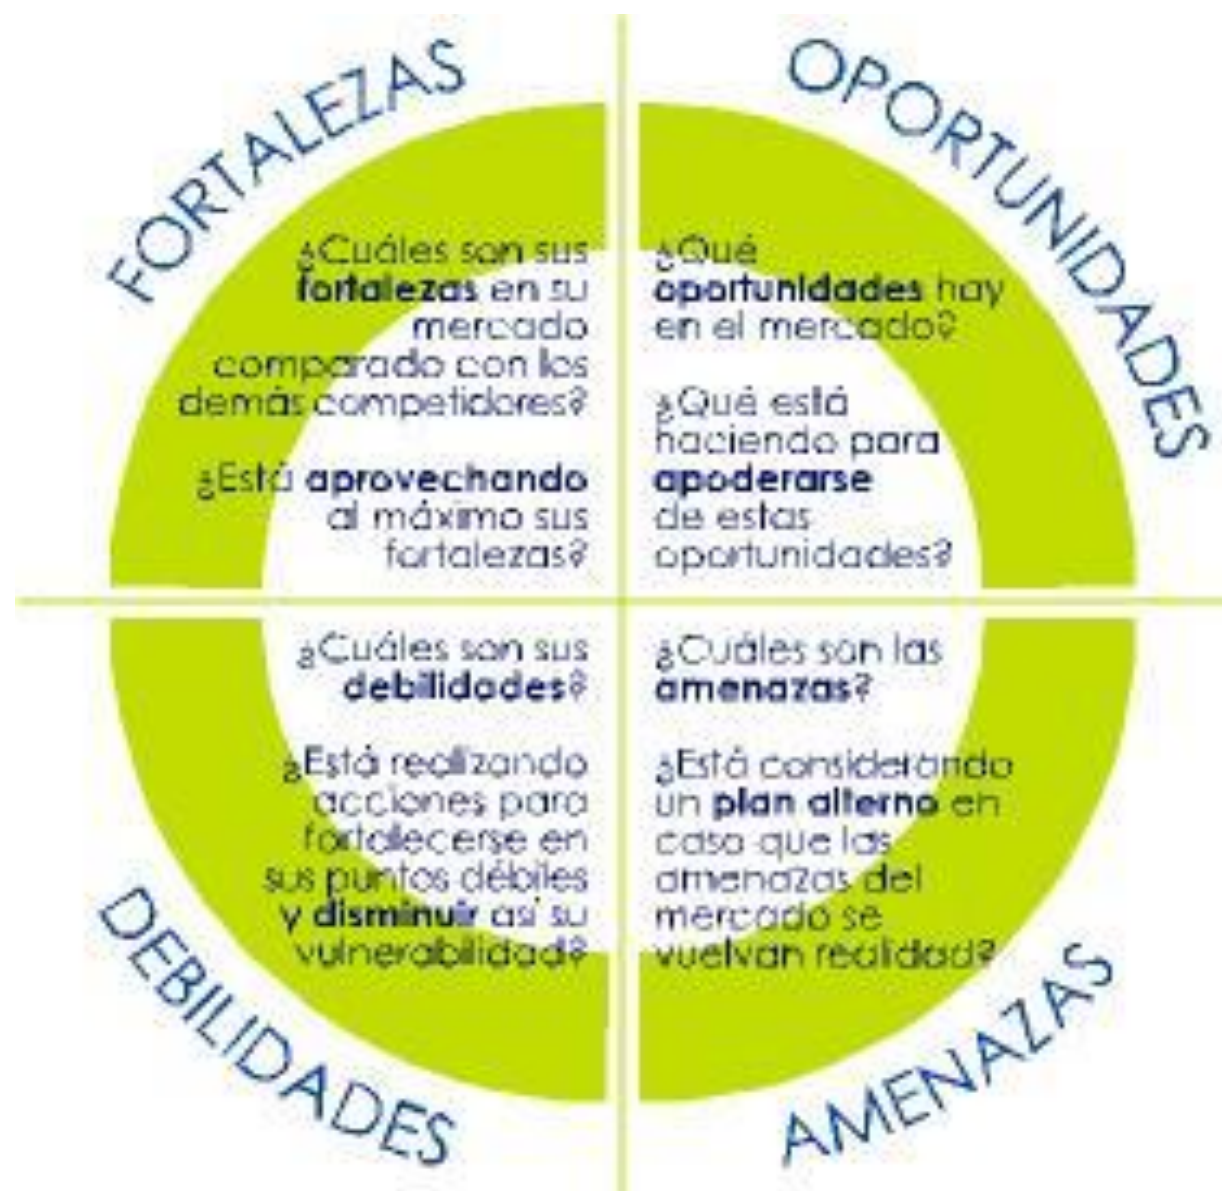 FORTALEZAS
¿Cuáles son sus
fortalezas en su
mercado
comparado con los
demás competidores?
¿Está aprovechando
al máximo sus
fortalezas?
OPORTUNIDADES
¿Qué
oportunidades hay
en el mercado?
¿Qué está
haciendo para
apoderarse
de estas
oportunidades?
¿Cuáles son sus
debilidades?
¿Está realizando
acciones para
fortalecerse en
sus puntos débiles
y disminuir así su
vulnerabilidad?
DEBILIDADES
¿Cuáles son las
amenazas?
¿Está considerando
un plan alterno en
caso que las
amenazas del
mercado se
vuelvan realidad?
AMENAZAS